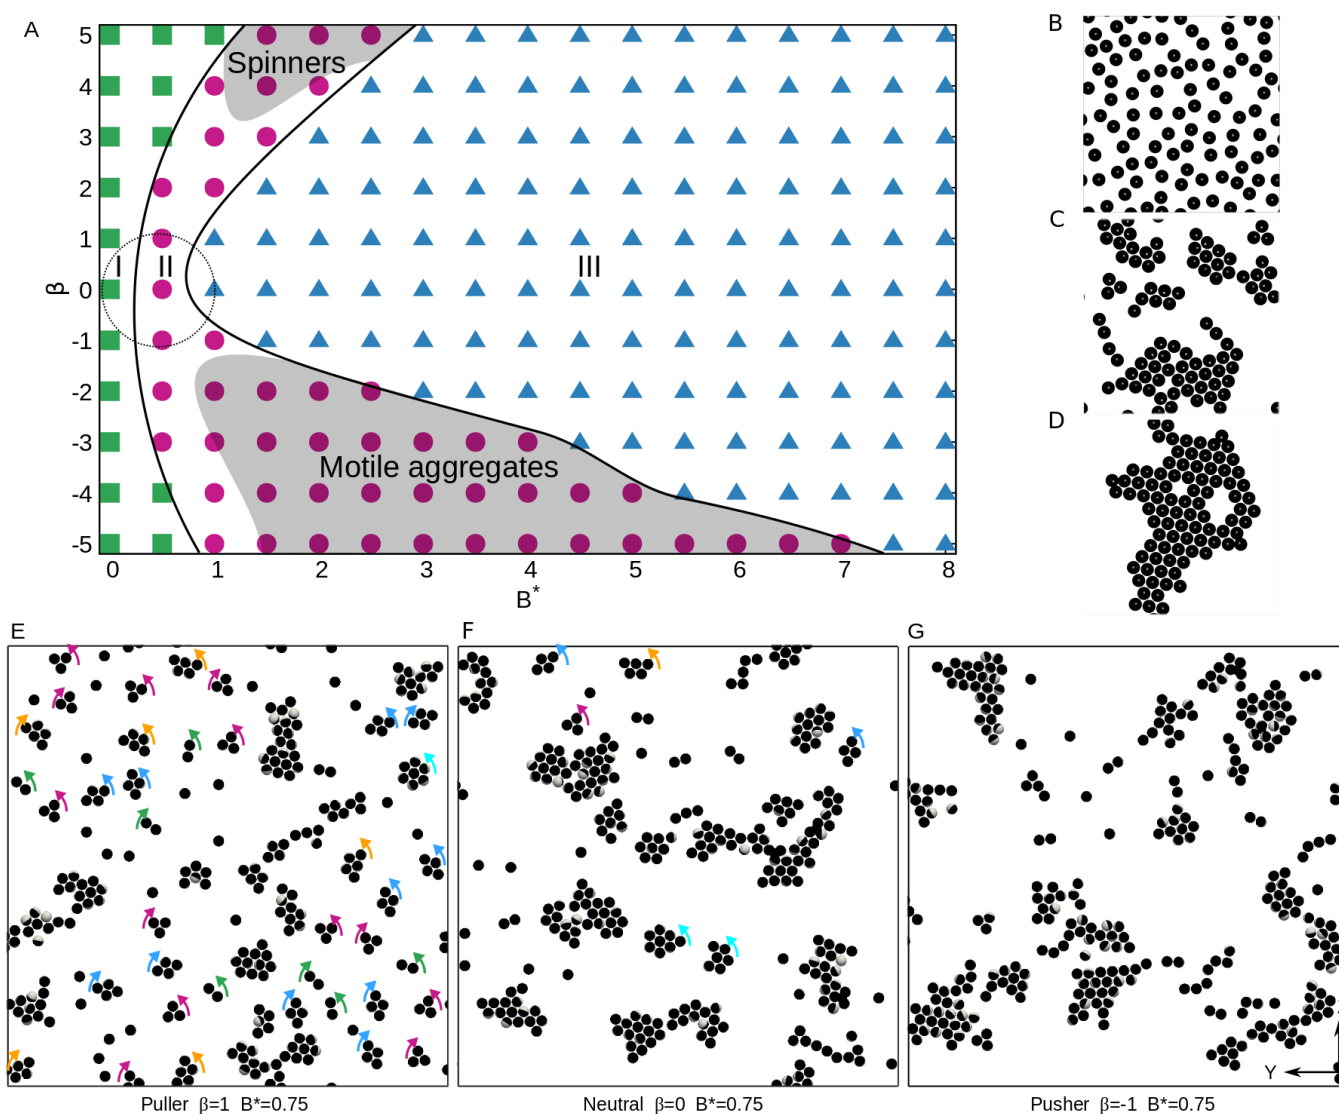 A
B
5
Spinners
4
3
2
C
1
I
II
III
β
0
-1
-2
D
-3
Motile aggregates
-4
-5
0 1 2 3 4 5 6 7 8
B*
E
F
G
Y
Puller β=1 B*=0.75
Neutral β=0 B*=0.75
Pusher β=-1 B*=0.75